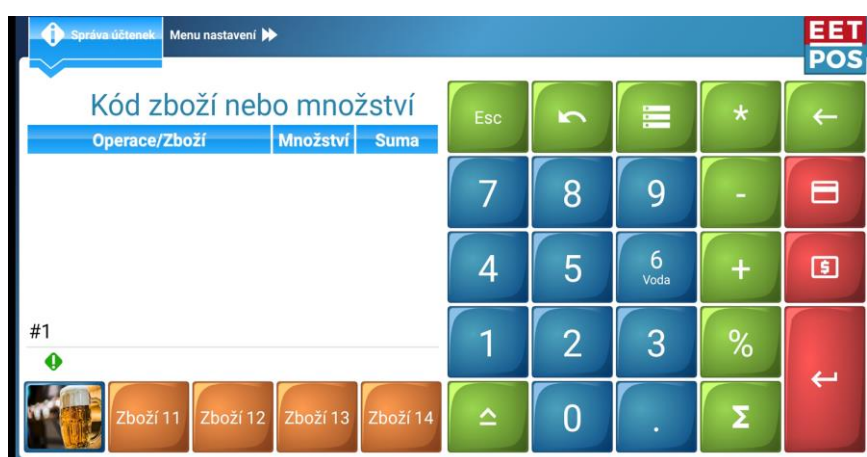 Správa účtenek Menu nastavení
EET
POS
Kód zboží nebo množství
Operace/Zboží Množství Suma
#1
Esc * ←
7 8 9 -
4 5 6 +
Voda
1 2 3 %
0 . Σ
Zboží 11 Zboží 12 Zboží 13 Zboží 14